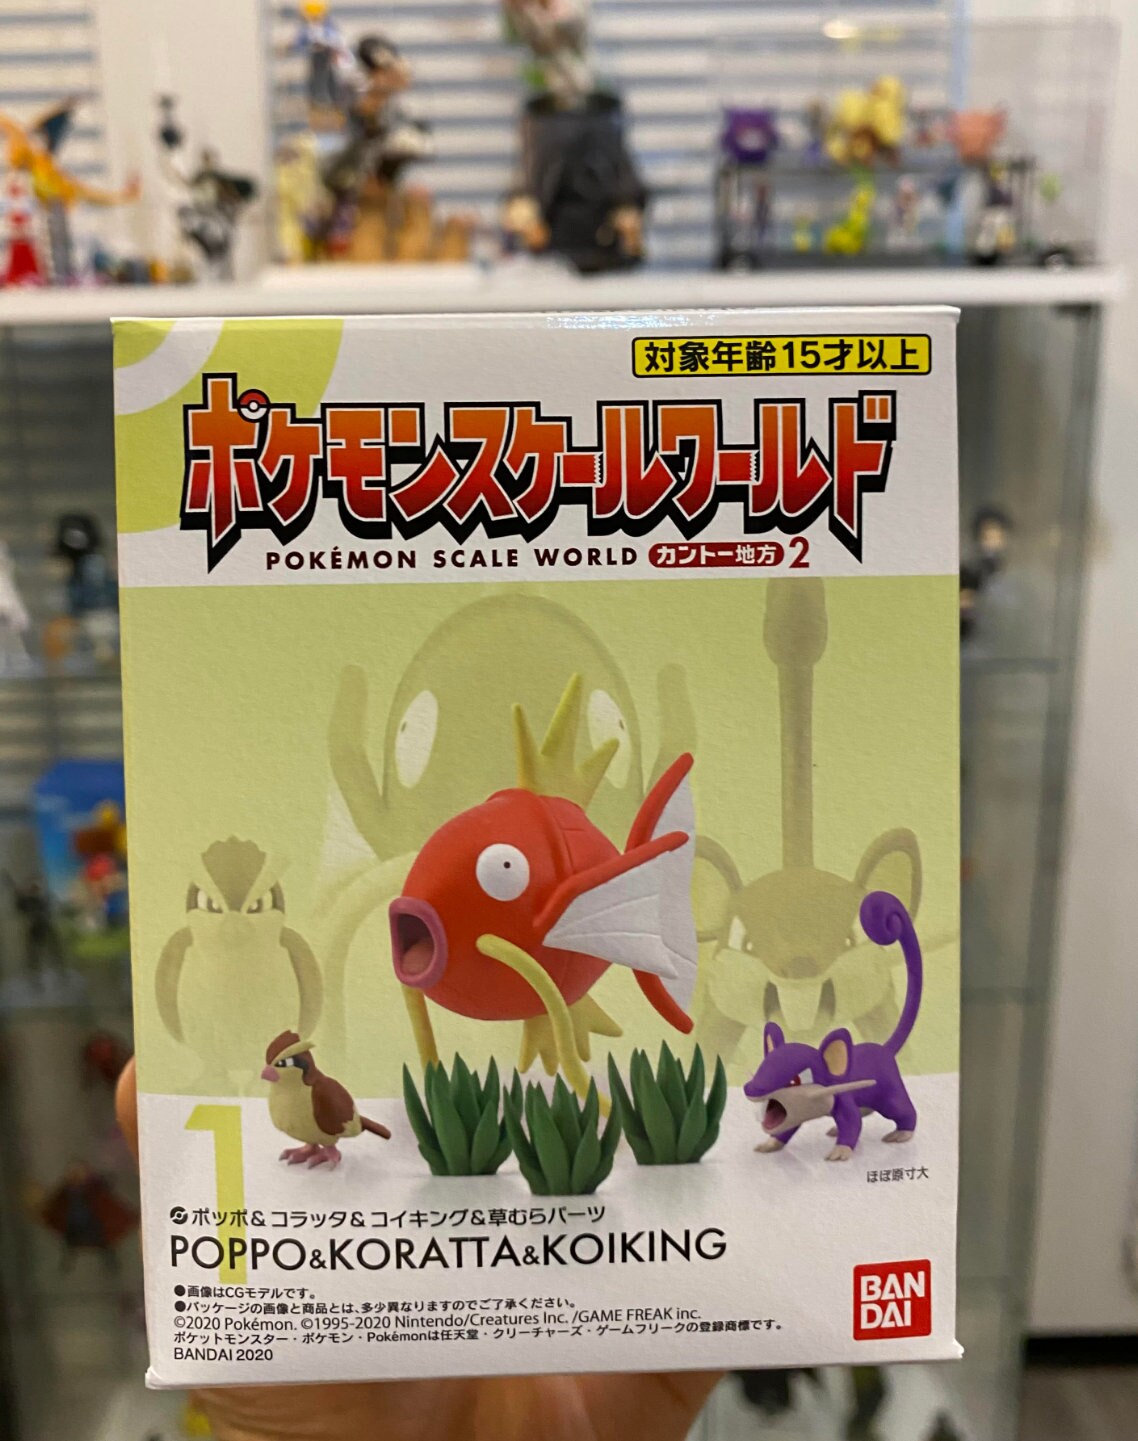 対象年齢15才以上
ポケモンスケールワールド
POKÉMON SCALE WORLD カントー地方 2
ほぼ原寸大
1
ポッポ&コラッタ&コイキング&草むらパーツ
POPPO&KORATTA&KOIKING
●画像はCGモデルです。
●パッケージの画像と商品とは、多少異なりますのでご了承ください。
©2020 Pokémon. ©1995-2020 Nintendo/Creatures Inc. /GAME FREAK inc.
ポケットモンスター・ポケモン・Pokémonは任天堂・クリーチャーズ・ゲームフリークの登録商標です。
BANDAI 2020
BAN
DAI